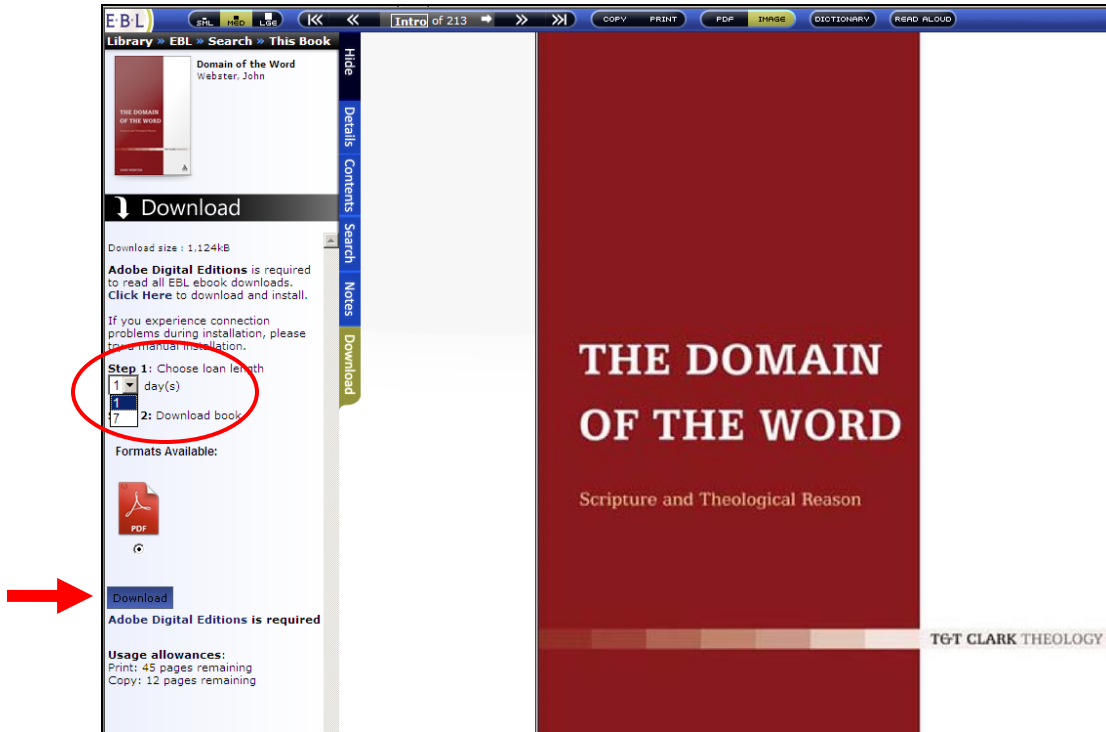 E·B·L
SML MED LGE
Intro of 213
COPY PRINT
PDF IMAGE
DICTIONARY
READ ALOUD
Library » EBL » Search » This Book
Domain of the Word
Webster, John
THE DOMAIN
OF THE WORD
Download
Download size : 1,124kB
Adobe Digital Editions is required
to read all EBL ebook downloads.
Click Here to download and install.
If you experience connection
problems during installation, please
try a manual installation.
Step 1: Choose loan length
1 day(s)
1
7
2: Download book
Formats Available:
PDF
Download
Adobe Digital Editions is required
Usage allowances:
Print: 45 pages remaining
Copy: 12 pages remaining
Hide
Details
Contents
Search
Notes
Download
THE DOMAIN
OF THE WORD
Scripture and Theological Reason
T&T CLARK THEOLOGY